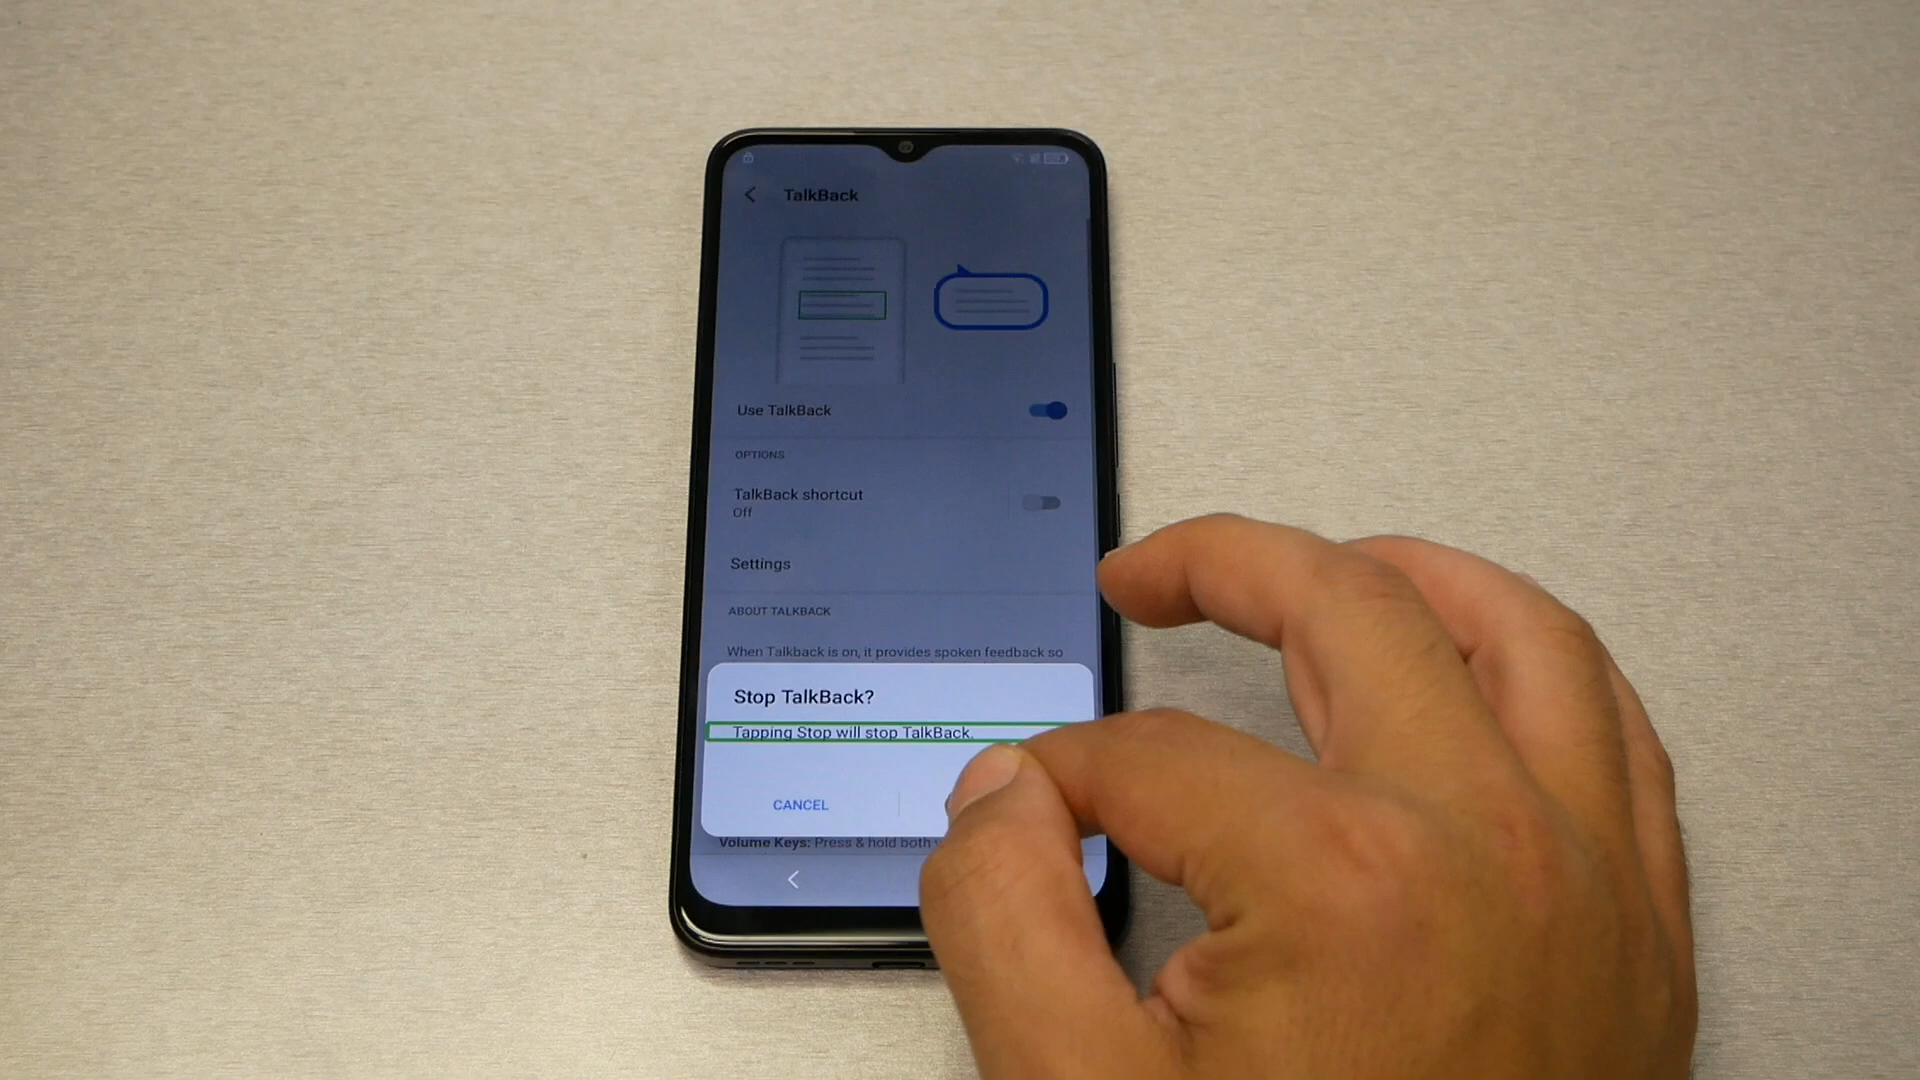 TalkBack
Use TalkBack
OPTIONS
TalkBack shortcut
Off
Settings
ABOUT TALKBACK
When Talkback is on, it provides spoken feedback so
Stop TalkBack?
Tapping Stop will stop TalkBack.
CANCEL
Volume Keys: Press & hold both